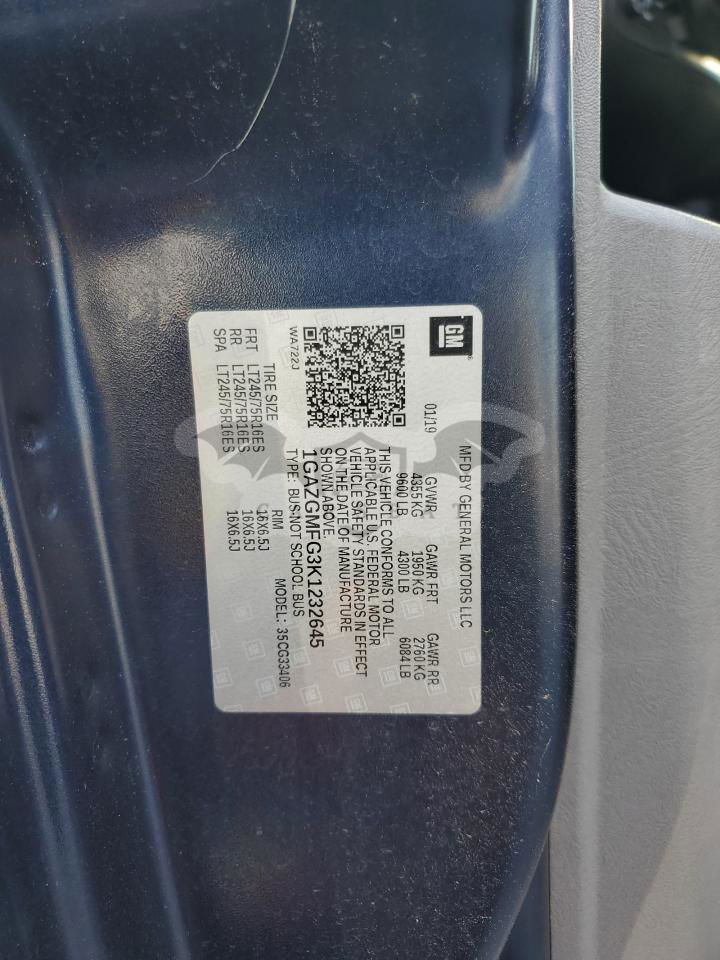 GM
MFD BY GENERAL MOTORS LLC
01/19 GVWR GAWR FRT GAWR RR
4355 KG 1950 KG 2760 KG
9600 LB 4300 LB 6084 LB
THIS VEHICLE CONFORMS TO ALL
APPLICABLE U.S. FEDERAL MOTOR
VEHICLE SAFETY STANDARDS IN EFFECT
ON THE DATE OF MANUFACTURE
SHOWN ABOVE.
1GAZGMFG3K1232645
TYPE: BUS:NOT SCHOOL BUS
WA722J MODEL: 35CG33406
TIRE SIZE RIM
FRT LT245/75R16ES 16X6.5J
RR LT245/75R16ES 16X6.5J
SPA LT245/75R16ES 16X6.5J